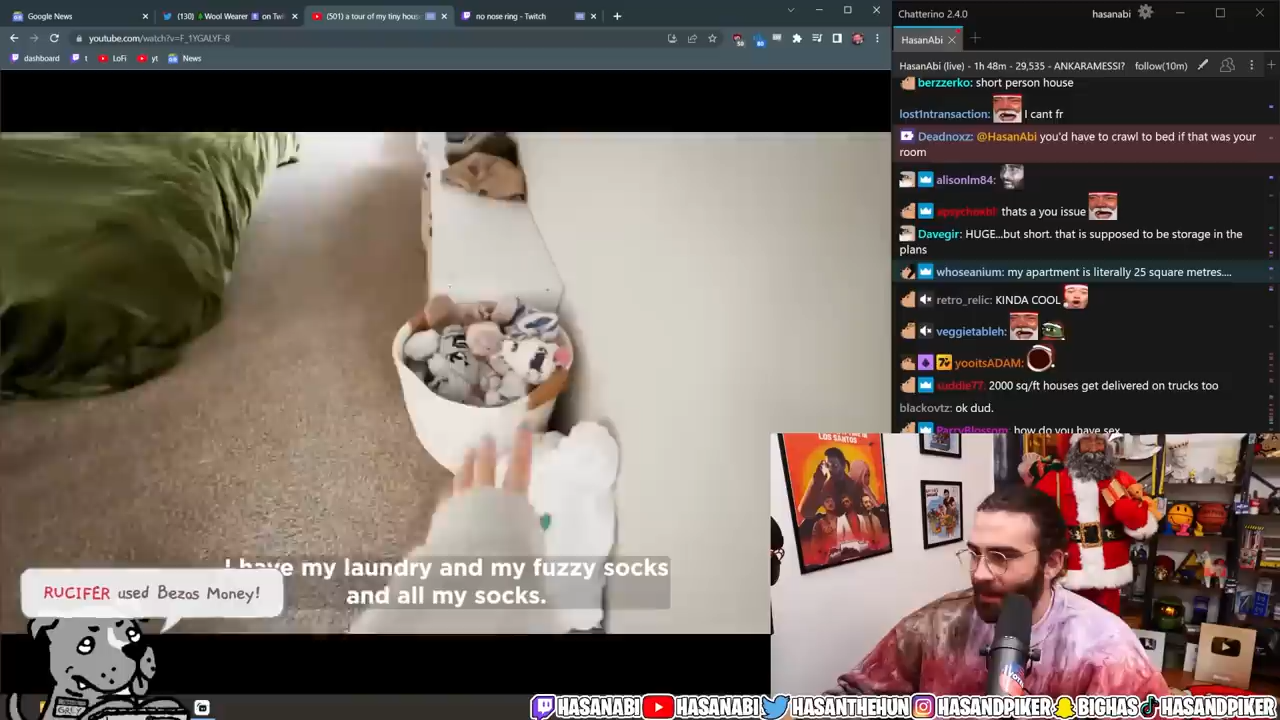 Google News
(130) Wool Wearer on Tw
(501) a tour of my tiny hous
no nose ring - Twitch
youtube.com/watch?v=F_1YGALYF-8
dashboard
t
LoFi
yt
News
I have my laundry and my fuzzy socks
and all my socks.
RUCIFER used Bezos Money!
Chatterino 2.4.0
hasanabi
HasanAbi
HasanAbi (live) - 1h 48m - 29,535 - ANKARAMESSI?
follow(10m)
berzzerko: short person house
lost1ntransaction: I cant fr
Deadnoxz: @HasanAbi you'd have to crawl to bed if that was your
room
alisonlm84:
apsychoxbl: thats a you issue
Davegir: HUGE...but short. that is supposed to be storage in the
plans
whoseanium: my apartment is literally 25 square metres....
retro_relic: KINDA COOL
veggietableh:
yooitsADAM:
suddie77: 2000 sq/ft houses get delivered on trucks too
blackovtz: ok dud.
ParryBlossom: how do you have sex
LOS SANTOS
HASANABI
HASANABI
HASANTHEHUN
HASANDPIKER
BIGHAS
HASANDPIKER